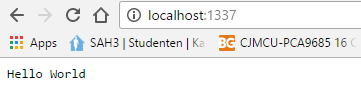 localhost:1337
Apps SAH3 | Studenten | Ka BG CJMCU-PCA9685 16 C
Hello World